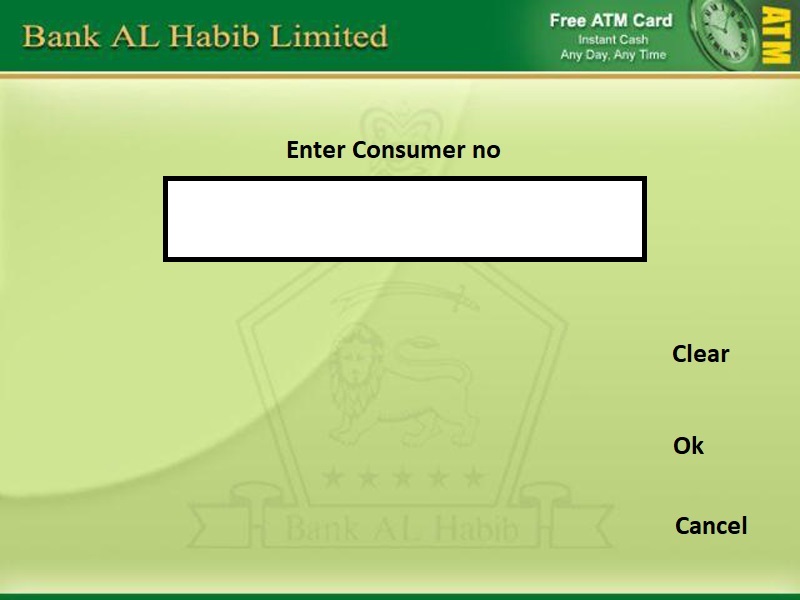 Bank AL Habib Limited
Free ATM Card
Instant Cash
Any Day, Any Time
ATM
Enter Consumer no
Clear
Ok
Cancel
Bank AL Habib